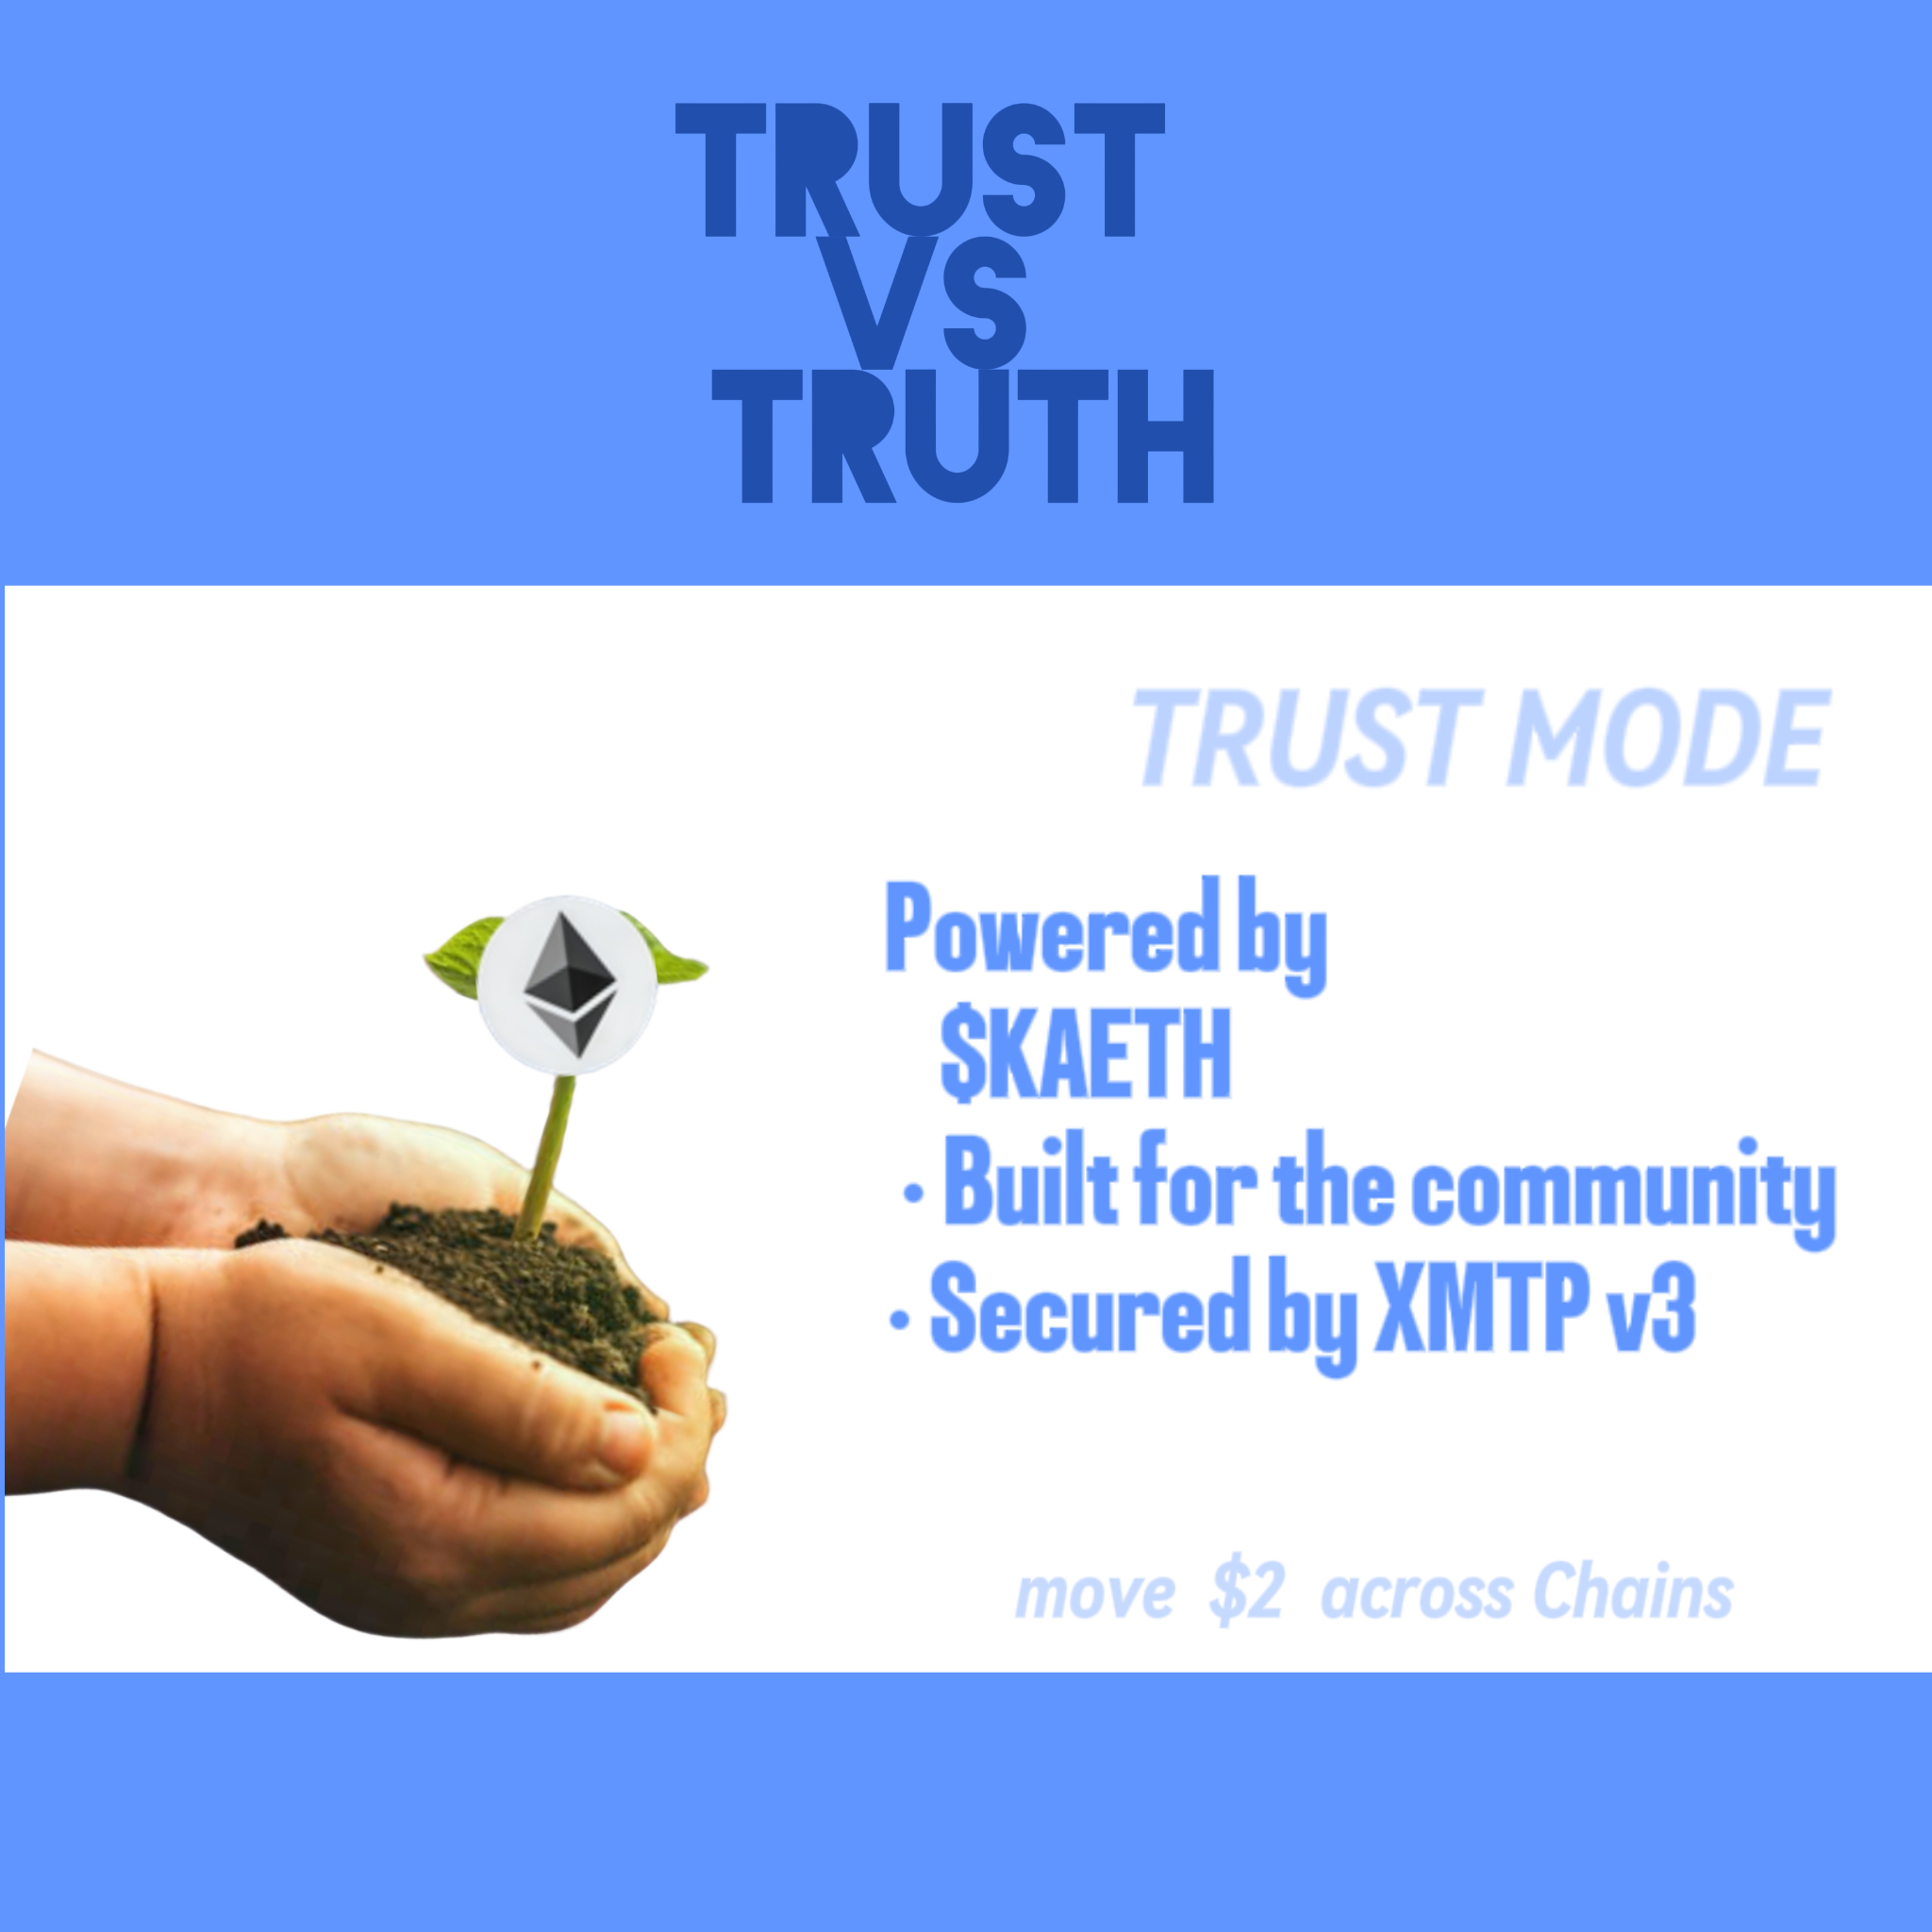 TRUST
VS
TRUTH
TRUST MODE
Powered by
$KAETH
• Built for the community
• Secured by XMTP v3
move $2 across Chains